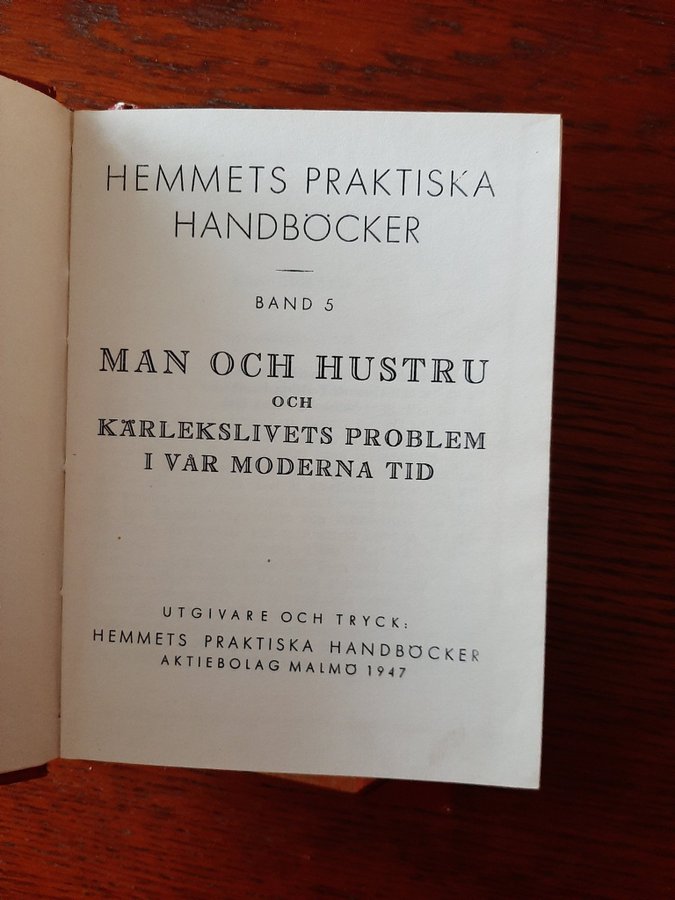 HEMMETS PRAKTISKA
HANDBÖCKER
BAND 5
MAN OCH HUSTRU
OCH
KÄRLEKSLIVETS PROBLEM
I VÅR MODERNA TID
UTGIVARE OCH TRYCK:
HEMMETS PRAKTISKA HANDBÖCKER
AKTIEBOLAG MALMÖ 1947